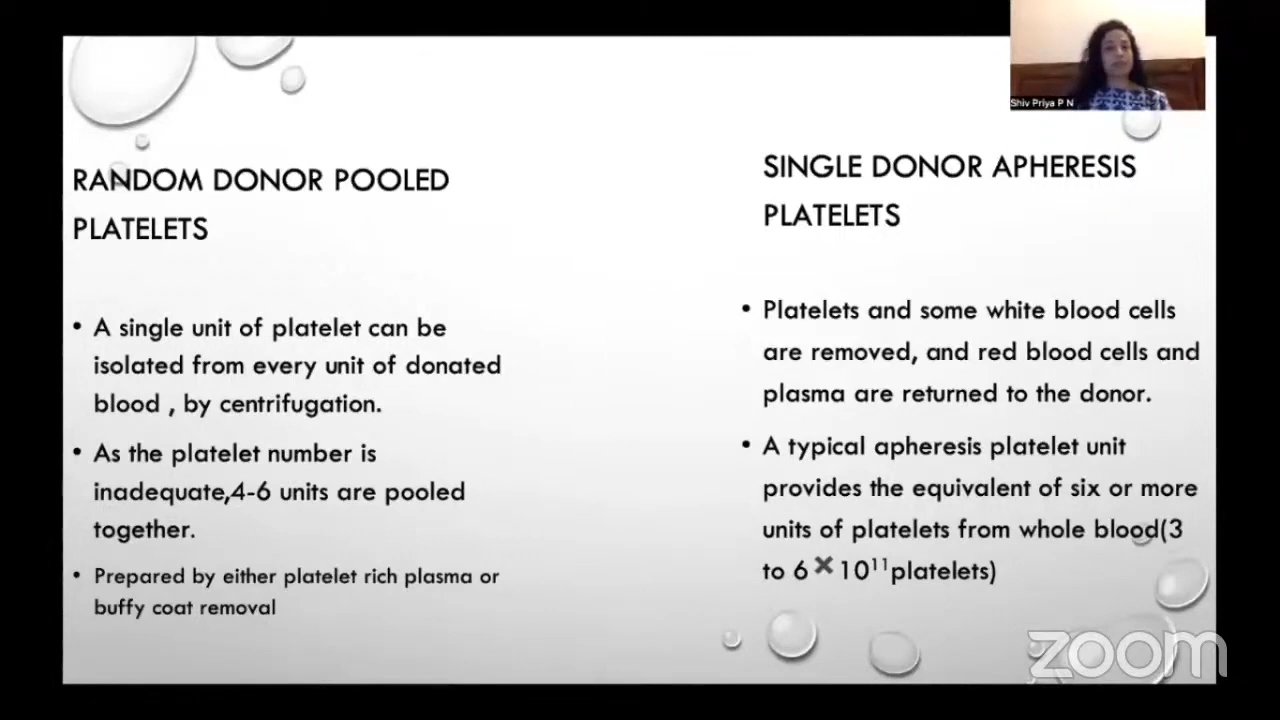 Shiv Priya P N
RANDOM DONOR POOLED
PLATELETS
• A single unit of platelet can be
isolated from every unit of donated
blood , by centrifugation.
• As the platelet number is
inadequate,4-6 units are pooled
together.
• Prepared by either platelet rich plasma or
buffy coat removal
SINGLE DONOR APHERESIS
PLATELETS
• Platelets and some white blood cells
are removed, and red blood cells and
plasma are returned to the donor.
• A typical apheresis platelet unit
provides the equivalent of six or more
units of platelets from whole blood(3
to 6 ✖ 10¹¹platelets)
zoom